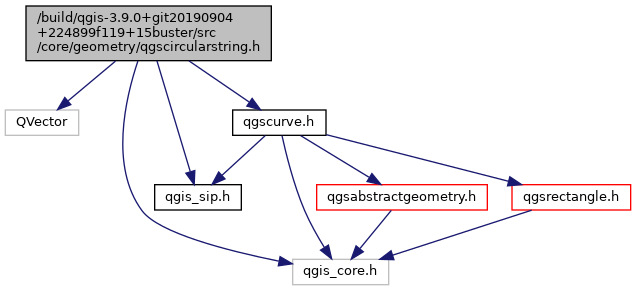 /build/qgis-3.9.0+git20190904
+224899f119+15buster/src
/core/geometry/qgscircularstring.h
QVector
qgscurve.h
qgis_sip.h
qgsabstractgeometry.h
qgsrectangle.h
qgis_core.h